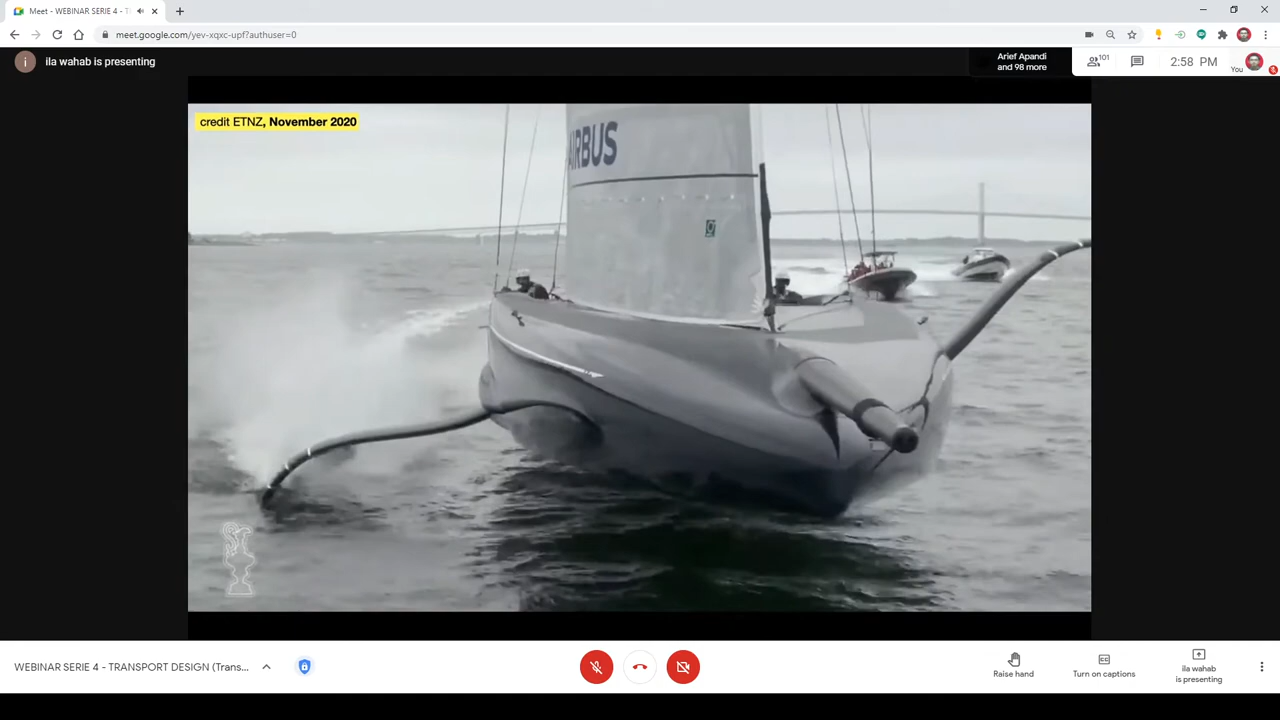 Meet - WEBINAR SERIE 4 - T
meet.google.com/yev-xqxc-upf?authuser=0
i
ila wahab is presenting
Arief Apandi
and 98 more
101
2:58 PM
You
credit ETNZ, November 2020
AIRBUS
WEBINAR SERIE 4 - TRANSPORT DESIGN (Trans...
Raise hand
CC
Turn on captions
ila wahab
is presenting